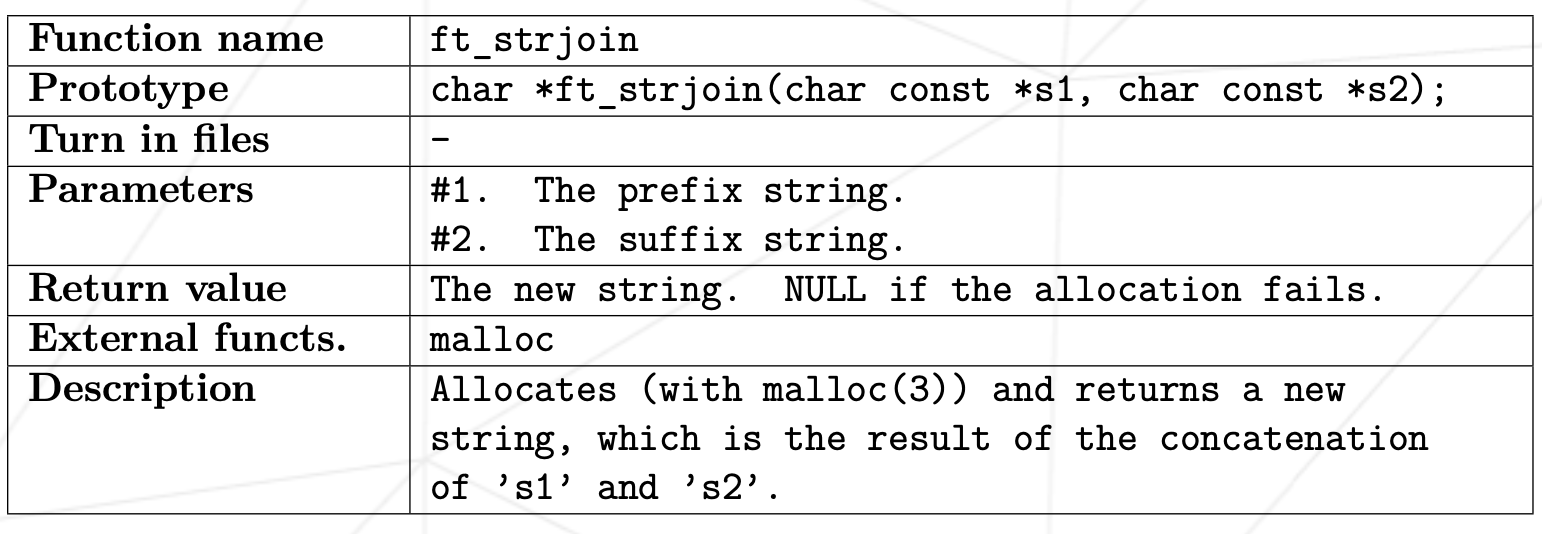 Function name ft_strjoin
Prototype char *ft_strjoin(char const *s1, char const *s2);
Turn in files -
Parameters #1. The prefix string.
#2. The suffix string.
Return value The new string. NULL if the allocation fails.
External functs. malloc
Description Allocates (with malloc(3)) and returns a new
string, which is the result of the concatenation
of ’s1’ and ’s2’.